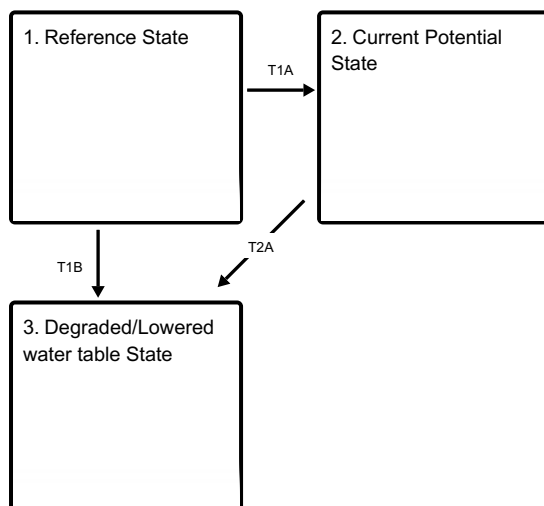 1. Reference State
2. Current Potential
State
T1A
T1B
T2A
3. Degraded/Lowered
water table State